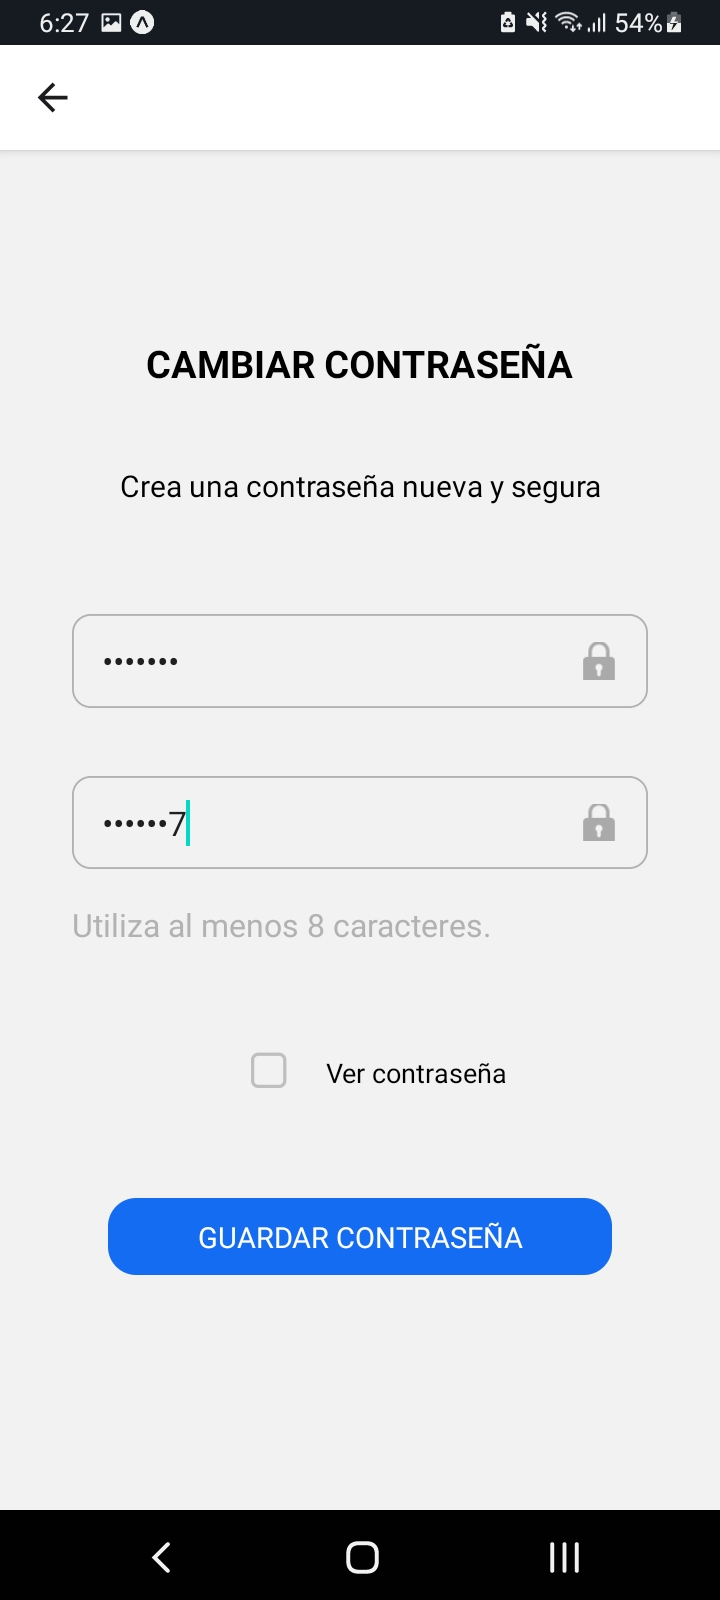 6:27
54%
CAMBIAR CONTRASEÑA
Crea una contraseña nueva y segura
•••••••
••••••7
Utiliza al menos 8 caracteres.
Ver contraseña
GUARDAR CONTRASEÑA